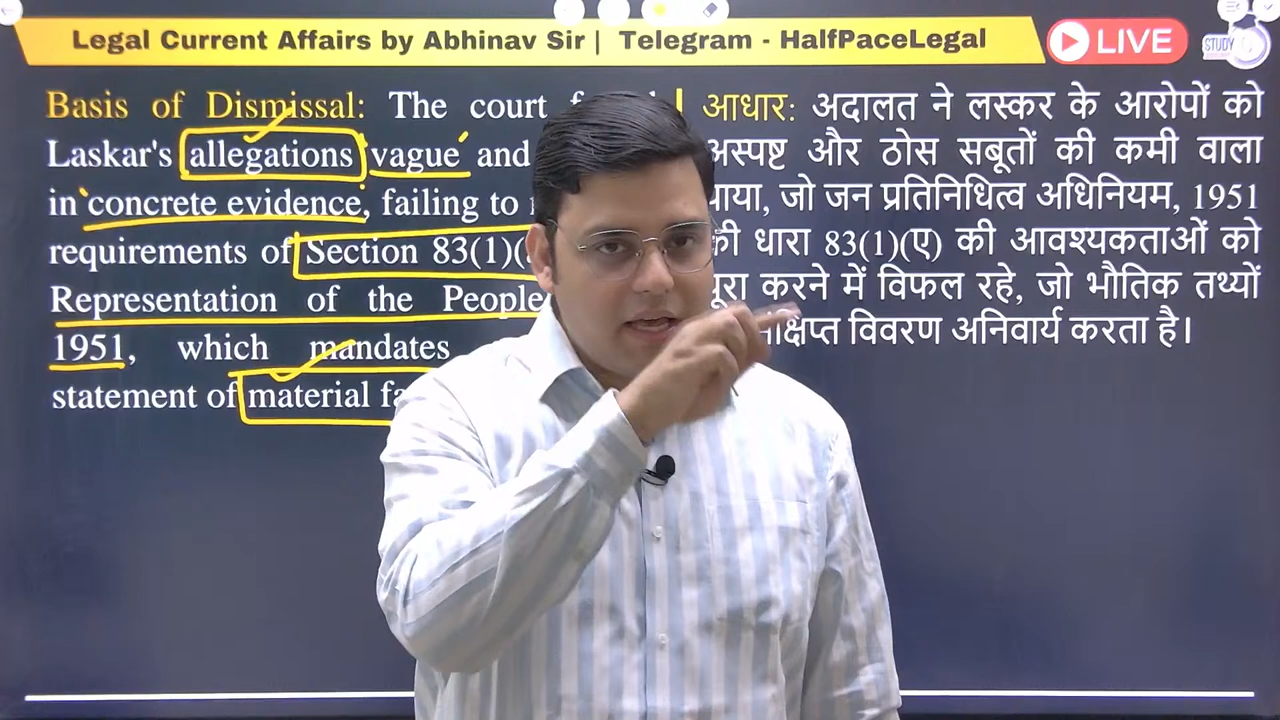 Legal Current Affairs by Abhinav Sir | Telegram - HalfPaceLegal
LIVE
STUDY
Basis of Dismissal: The court
Laskar's allegations vague and
in concrete evidence, failing to
requirements of Section 83(1)(
Representation of the People
1951, which mandates
statement of material
आधार: अदालत ने लस्कर के आरोपों को
अस्पष्ट और ठोस सबूतों की कमी वाला
पाया, जो जन प्रतिनिधित्व अधिनियम, 1951
की धारा 83(1)(ए) की आवश्यकताओं को
पूरा करने में विफल रहे, जो भौतिक तथ्यों
विवरण अनिवार्य करता है।